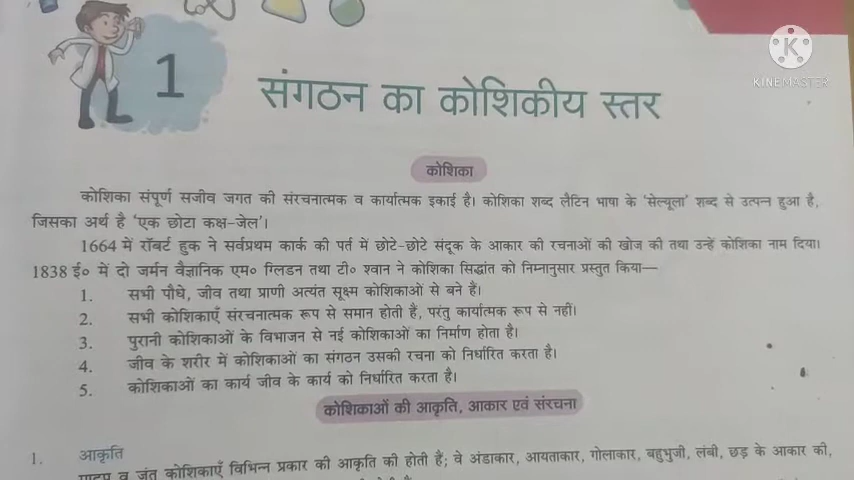 KINEMASTER
1
संगठन का कोशिकीय स्तर
कोशिका
कोशिका संपूर्ण सजीव जगत की संरचनात्मक व कार्यात्मक इकाई है। कोशिका शब्द लैटिन भाषा के ‘सेल्यूला’ शब्द से उत्पन्न हुआ है,
जिसका अर्थ है ‘एक छोटा कक्ष-जेल’।
1664 में रॉबर्ट हुक ने सर्वप्रथम कार्क की पर्त में छोटे-छोटे संदूक के आकार की रचनाओं की खोज की तथा उन्हें कोशिका नाम दिया।
1838 ई० में दो जर्मन वैज्ञानिक एम० स्लिडन तथा टी० श्वान ने कोशिका सिद्धांत को निम्नानुसार प्रस्तुत किया—
1. सभी पौधे, जीव तथा प्राणी अत्यंत सूक्ष्म कोशिकाओं से बने हैं।
2. सभी कोशिकाएँ संरचनात्मक रूप से समान होती हैं, परंतु कार्यात्मक रूप से नहीं।
3. पुरानी कोशिकाओं के विभाजन से नई कोशिकाओं का निर्माण होता है।
4. जीव के शरीर में कोशिकाओं का संगठन उसकी रचना को निर्धारित करता है।
5. कोशिकाओं का कार्य जीव के कार्य को निर्धारित करता है।
कोशिकाओं की आकृति, आकार एवं संरचना
1. आकृति
पादप व जंतु कोशिकाएँ विभिन्न प्रकार की आकृति की होती हैं; वे अंडाकार, आयताकार, गोलाकार, बहुभुजी, लंबी, छड़ के आकार की,